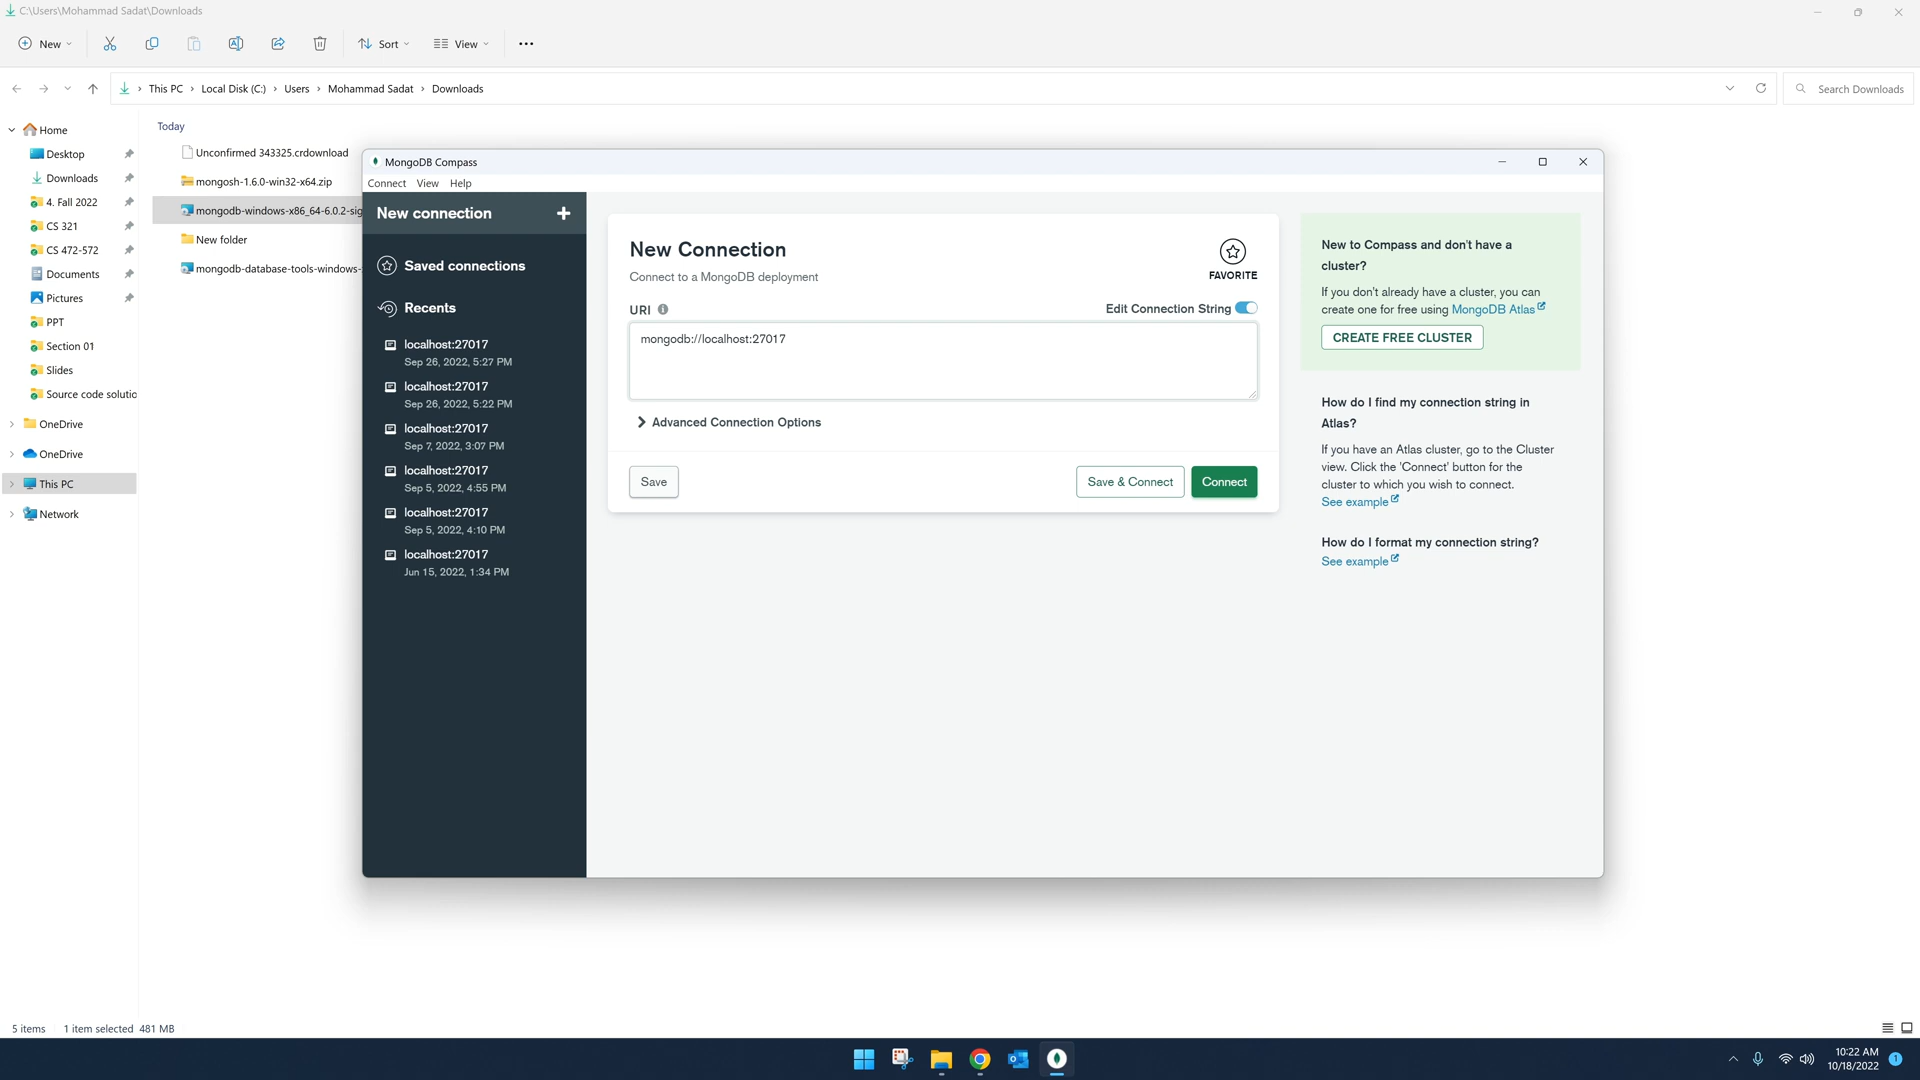 C:\Users\Mohammad Sadat\Downloads
New
Sort
View
This PC > Local Disk (C:) > Users > Mohammad Sadat > Downloads
Search Downloads
Home
Desktop
Downloads
4. Fall 2022
CS 321
CS 472-572
Documents
Pictures
PPT
Section 01
Slides
Source code solutio
OneDrive
OneDrive
This PC
Network
Today
Unconfirmed 343325.crdownload
mongosh-1.6.0-win32-x64.zip
mongodb-windows-x86_64-6.0.2-sig
New folder
mongodb-database-tools-windows-
MongoDB Compass
Connect View Help
New connection
Saved connections
Recents
localhost:27017
Sep 26, 2022, 5:27 PM
localhost:27017
Sep 26, 2022, 5:22 PM
localhost:27017
Sep 7, 2022, 3:07 PM
localhost:27017
Sep 5, 2022, 4:55 PM
localhost:27017
Sep 5, 2022, 4:10 PM
localhost:27017
Jun 15, 2022, 1:34 PM
New Connection
Connect to a MongoDB deployment
FAVORITE
URI
Edit Connection String
mongodb://localhost:27017
Advanced Connection Options
Save
Save & Connect
Connect
New to Compass and don't have a
cluster?
If you don't already have a cluster, you can
create one for free using MongoDB Atlas
CREATE FREE CLUSTER
How do I find my connection string in
Atlas?
If you have an Atlas cluster, go to the Cluster
view. Click the 'Connect' button for the
cluster to which you wish to connect.
See example
How do I format my connection string?
See example
5 items 1 item selected 481 MB
10:22 AM
10/18/2022
1